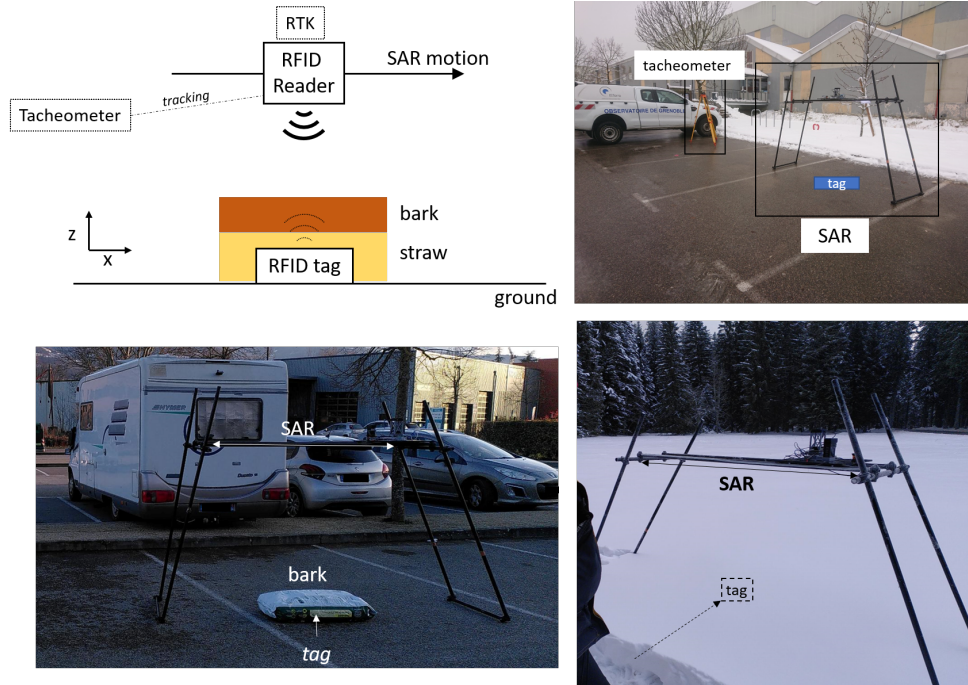 RTK
RFID
Reader
SAR motion
tracking
Tacheometer
bark
straw
RFID tag
z
x
ground
tacheometer
OBSERVATOIRE DE GRENOBLE
tag
SAR
HYMER
SAR
bark
tag
SAR
tag